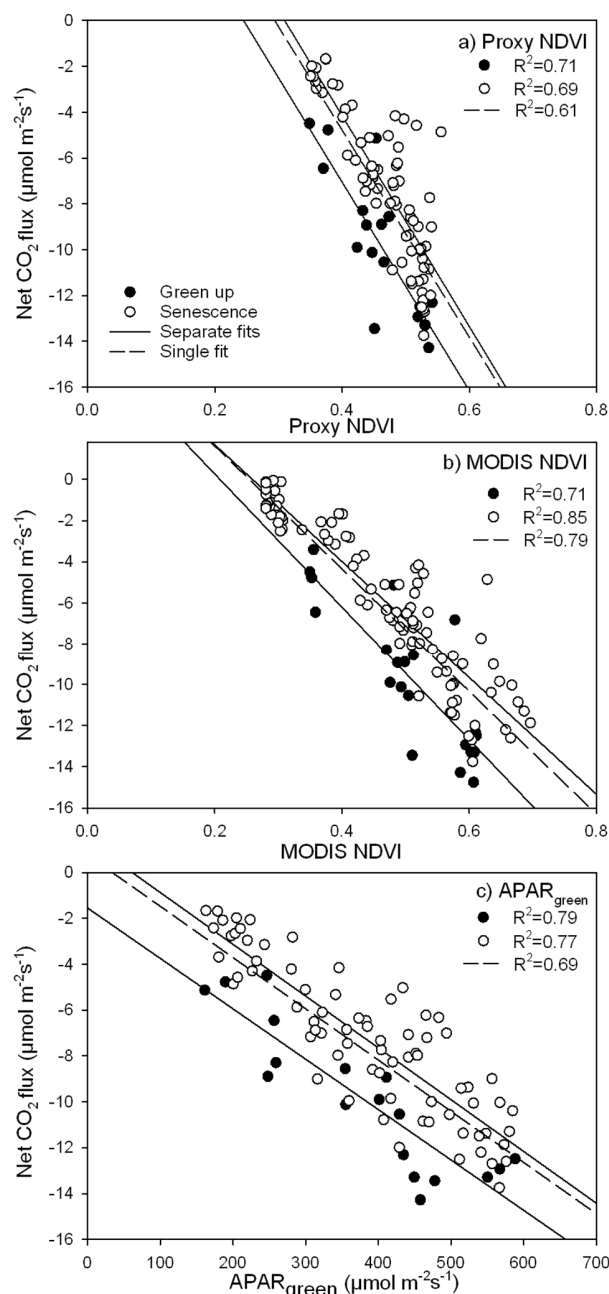 a) Proxy NDVI
R²=0.71
R²=0.69
R²=0.61
Green up
Senescence
Separate fits
Single fit
Net CO₂ flux (µmol m⁻²s⁻¹)
0
-2
-4
-6
-8
-10
-12
-14
-16
0.0
0.2
0.4
0.6
0.8
Proxy NDVI
b) MODIS NDVI
R²=0.71
R²=0.85
R²=0.79
Net CO₂ flux (µmol m⁻²s⁻¹)
0
-2
-4
-6
-8
-10
-12
-14
-16
0.0
0.2
0.4
0.6
0.8
MODIS NDVI
c) APAR_green
R²=0.79
R²=0.77
R²=0.69
Net CO₂ flux (µmol m⁻²s⁻¹)
0
-2
-4
-6
-8
-10
-12
-14
-16
0
100
200
300
400
500
600
700
APAR_green (µmol m⁻²s⁻¹)